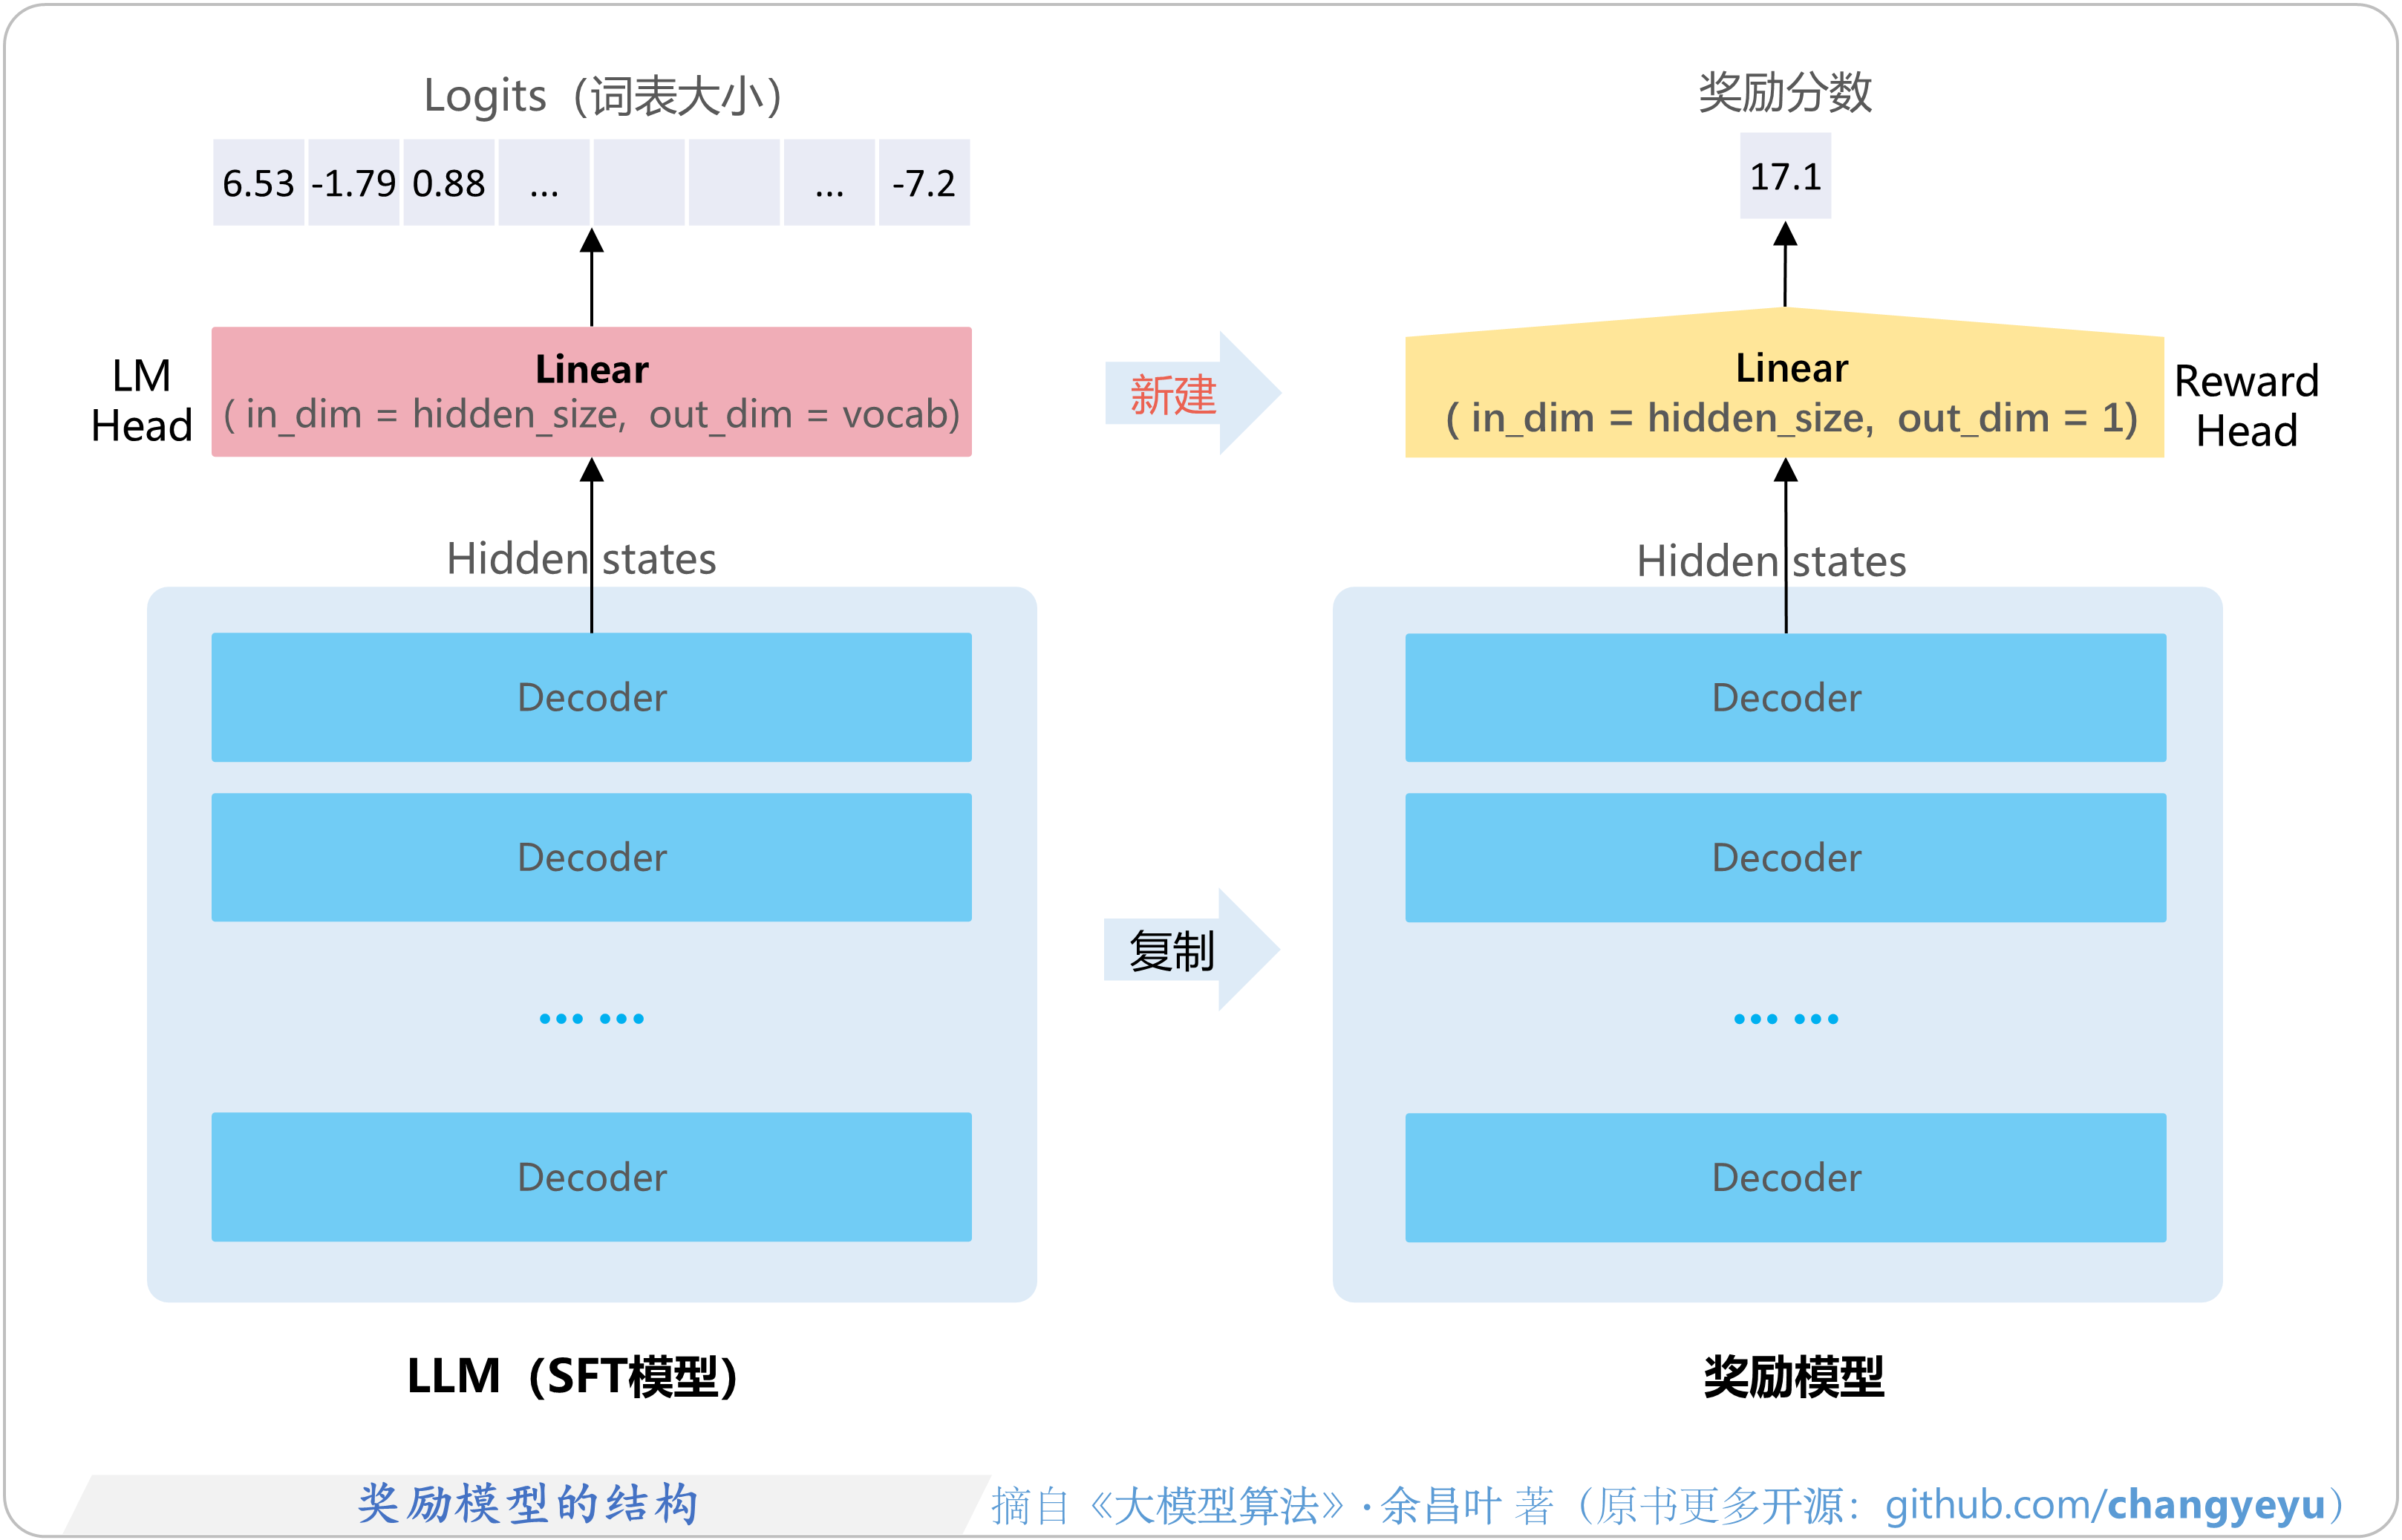 Logits（词表大小）
6.53 -1.79 0.88 ... ... -7.2
LM
Head
Linear
( in_dim = hidden_size, out_dim = vocab)
Hidden states
Decoder
Decoder
... ...
Decoder
LLM（SFT模型）
新建
复制
奖励分数
17.1
Linear
( in_dim = hidden_size, out_dim = 1)
Reward
Head
Hidden states
Decoder
Decoder
... ...
Decoder
奖励模型
奖励模型的结构
摘自《大模型算法》· 余昌叶 著（原书更多开源：github.com/changyeyu）